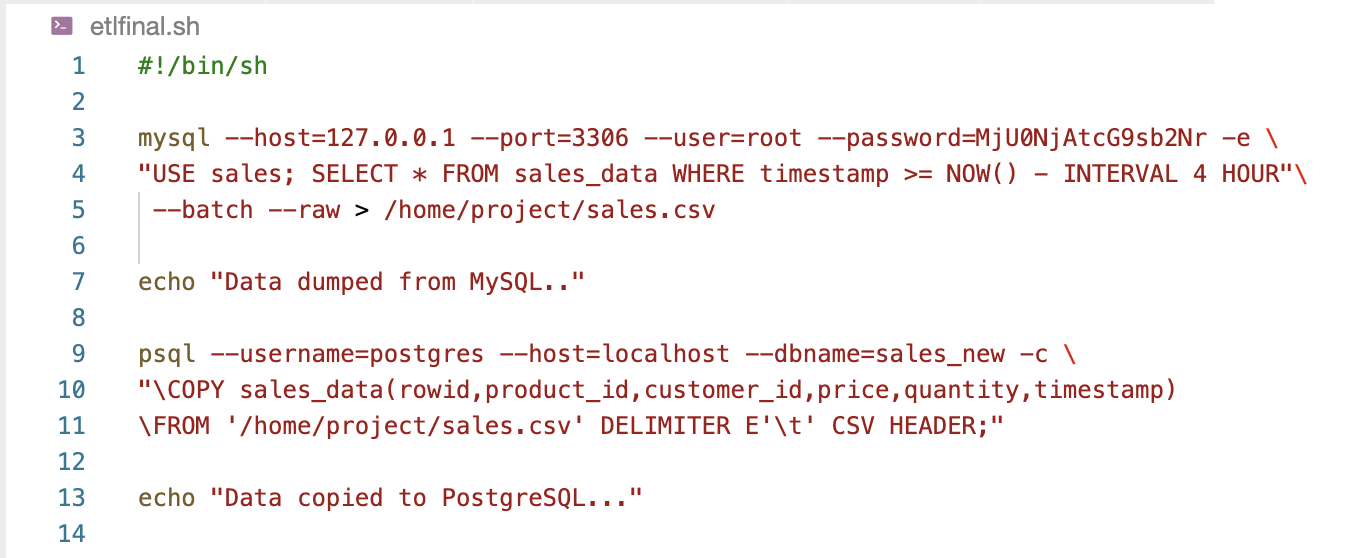 etlfinal.sh
1 #!/bin/sh
2
3 mysql --host=127.0.0.1 --port=3306 --user=root --password=MjU0NjAtcG9sb2Nr -e \
4 "USE sales; SELECT * FROM sales_data WHERE timestamp >= NOW() - INTERVAL 4 HOUR"\
5  --batch --raw > /home/project/sales.csv
6
7 echo "Data dumped from MySQL.."
8
9 psql --username=postgres --host=localhost --dbname=sales_new -c \
10 "\COPY sales_data(rowid,product_id,customer_id,price,quantity,timestamp)
11 \FROM '/home/project/sales.csv' DELIMITER E'\t' CSV HEADER;"
12
13 echo "Data copied to PostgreSQL..."
14